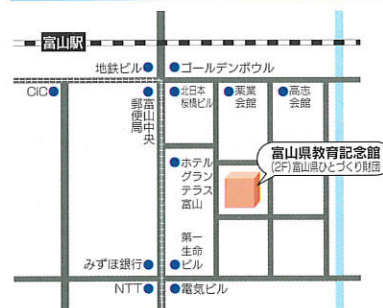 富山駅
地鉄ビル
ゴールデンボウル
CiC
富山中央
郵便局
北日本
桜橋ビル
薬業
会館
高志
会館
富山県教育記念館
(2F)富山県ひとづくり財団
ホテル
グラン
テラス
富山
第一
生命
ビル
みずほ銀行
NTT
電気ビル